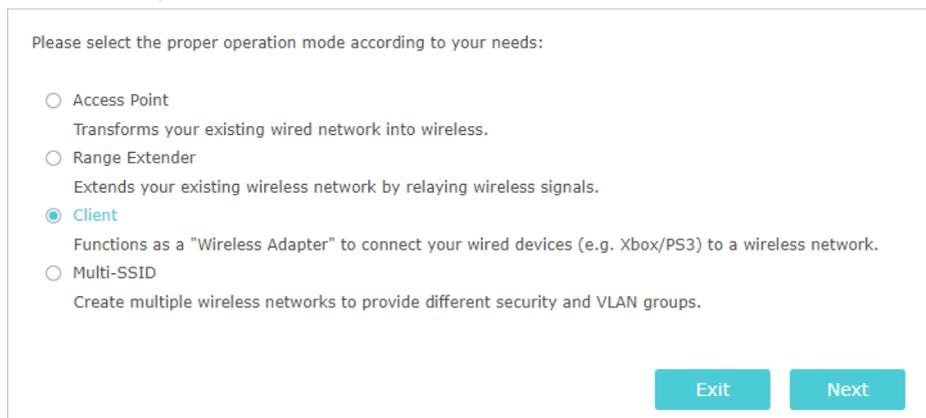 Please select the proper operation mode according to your needs:
Access Point
Transforms your existing wired network into wireless.
Range Extender
Extends your existing wireless network by relaying wireless signals.
Client
Functions as a "Wireless Adapter" to connect your wired devices (e.g. Xbox/PS3) to a wireless network.
Multi-SSID
Create multiple wireless networks to provide different security and VLAN groups.
Exit Next